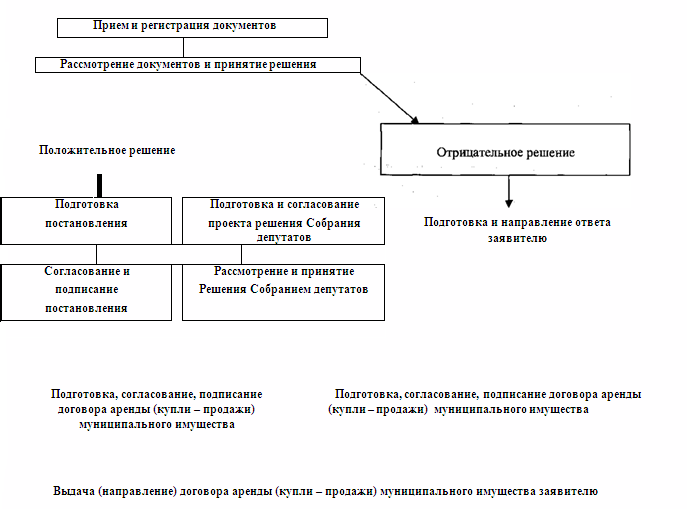 Прием и регистрация документов
Рассмотрение документов и принятие решения
Отрицательное решение
Положительное решение
Подготовка
постановления
Подготовка и согласование
проекта решения Собрания
депутатов
Подготовка и направление ответа
заявителю
Согласование и
подписание
постановления
Рассмотрение и принятие
Решения Собранием депутатов
Подготовка, согласование, подписание
договора аренды (купли – продажи)
муниципального имущества
Подготовка, согласование, подписание договора аренды
(купли – продажи) муниципального имущества
Выдача (направление) договора аренды (купли – продажи) муниципального имущества заявителю